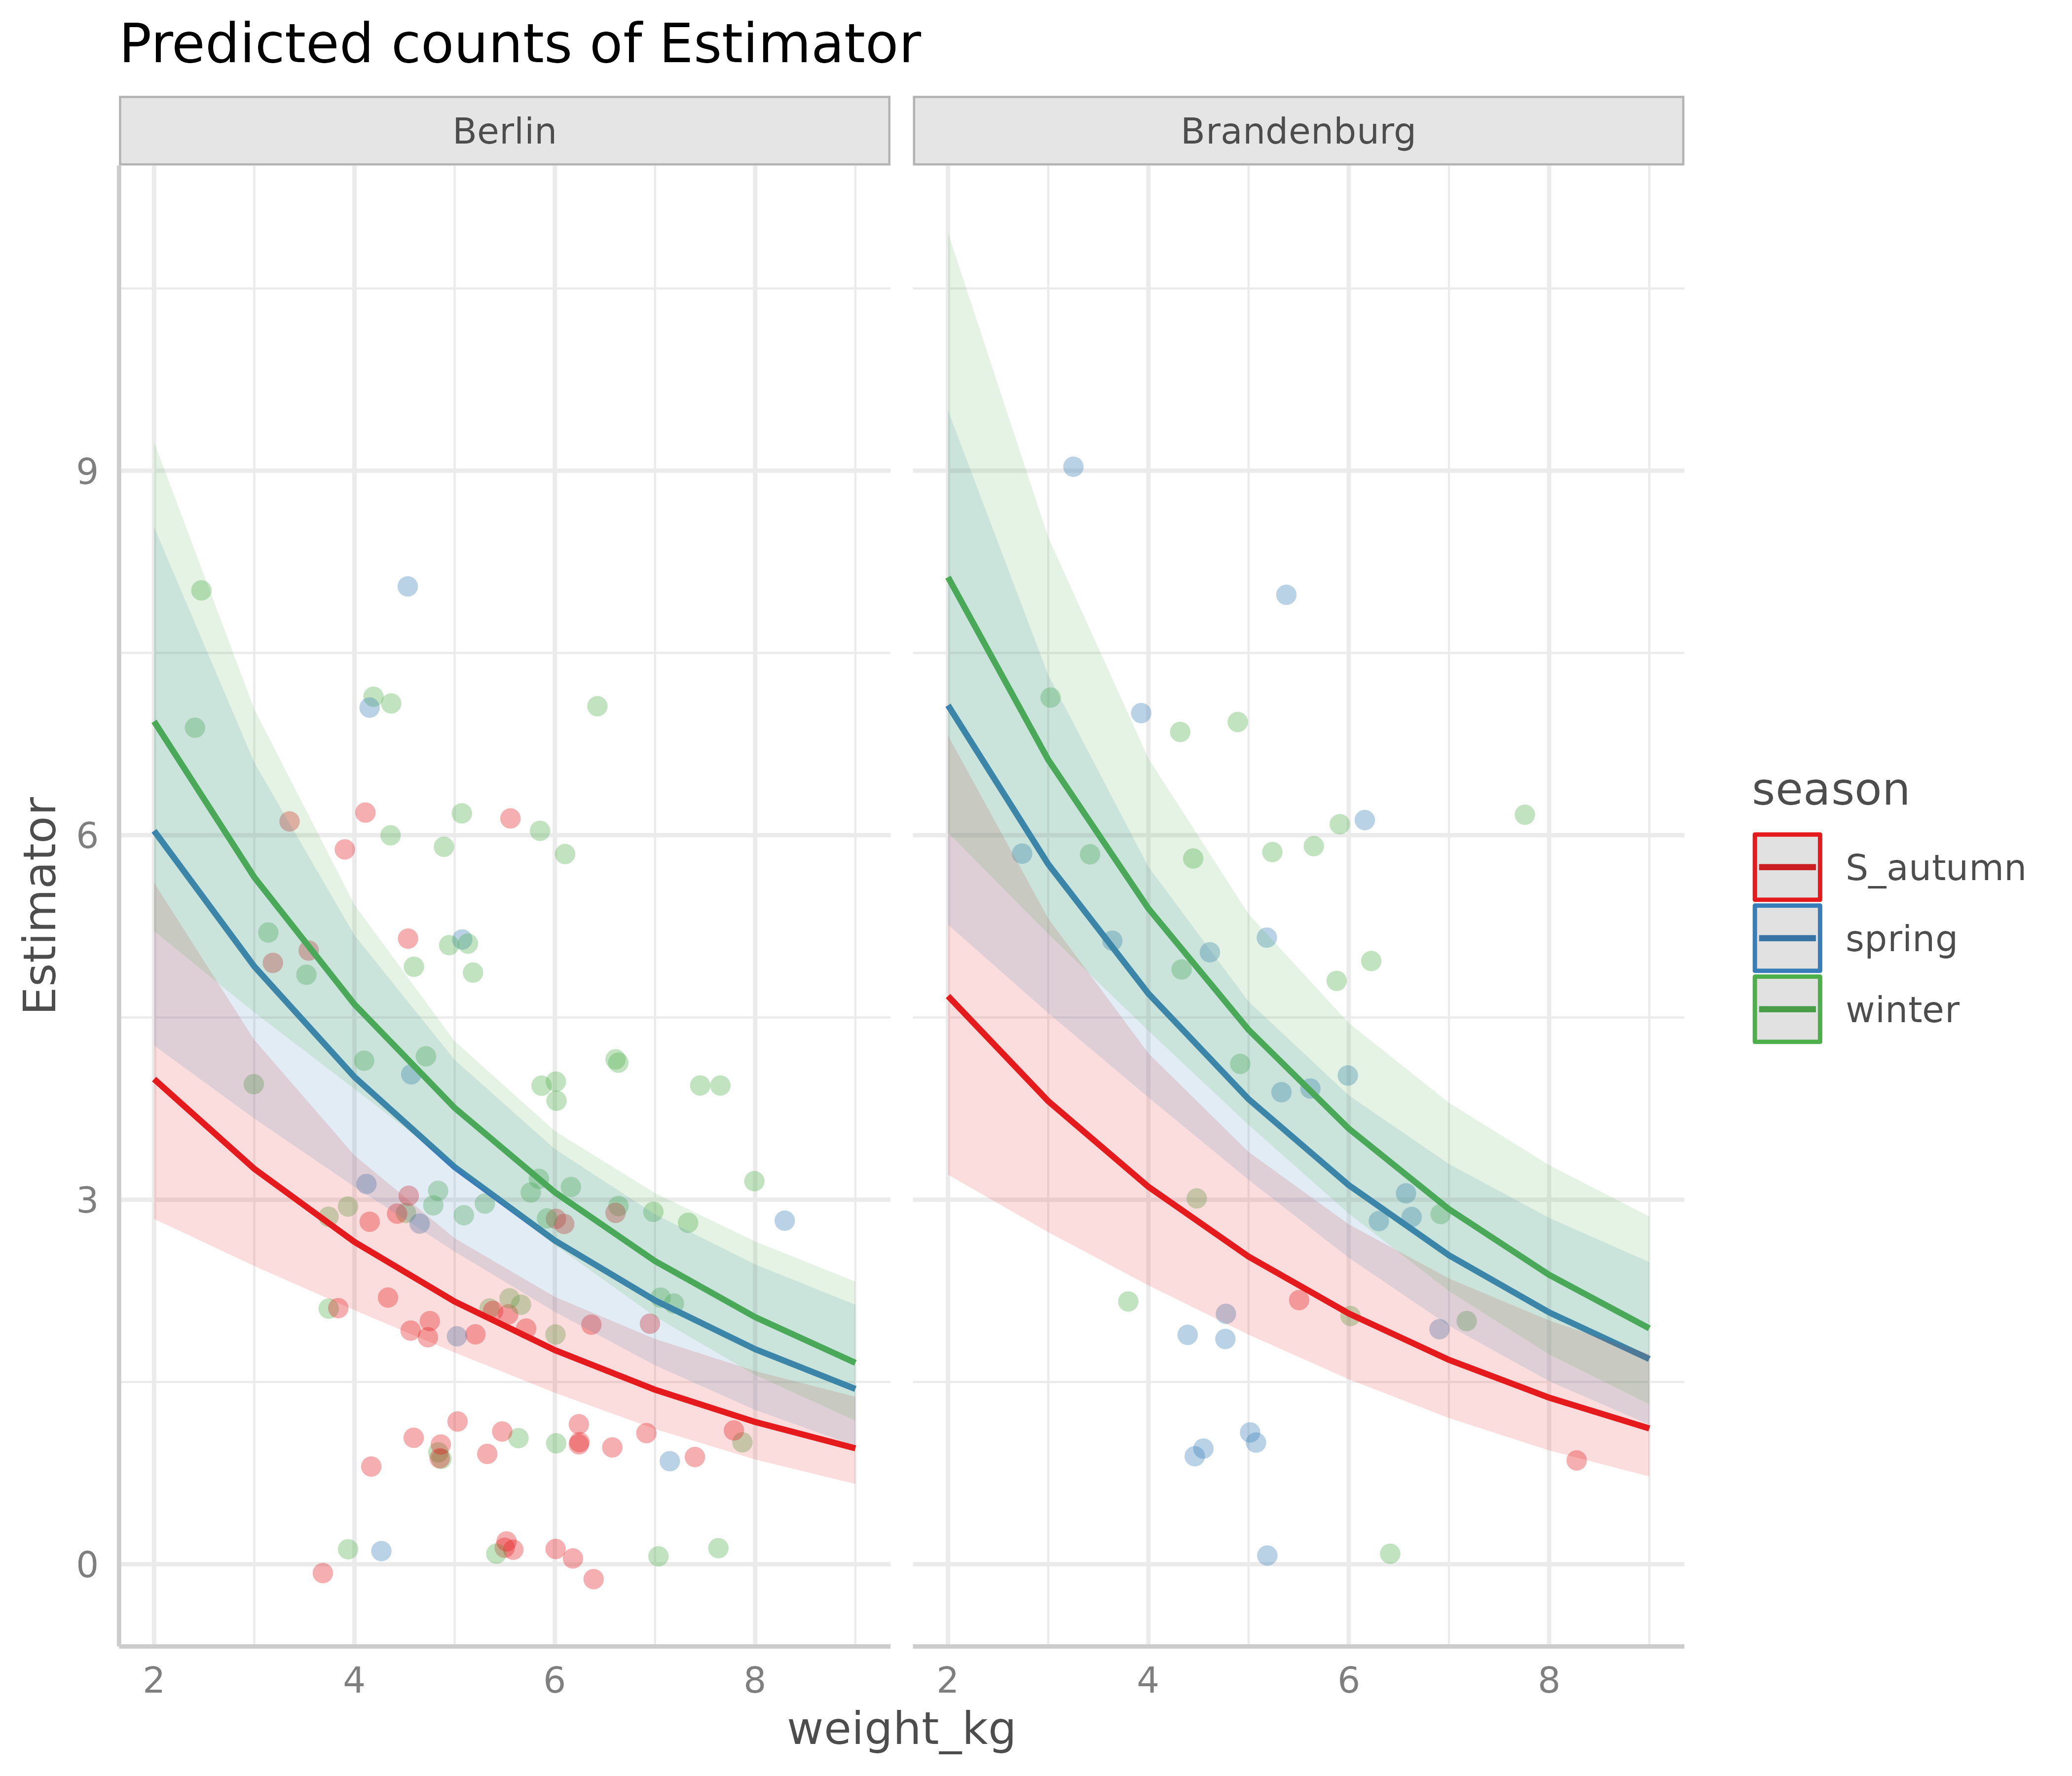 Predicted counts of Estimator
Berlin
Brandenburg
9
6
3
0
Estimator
2
4
6
8
2
4
6
8
weight_kg
season
S_autumn
spring
winter